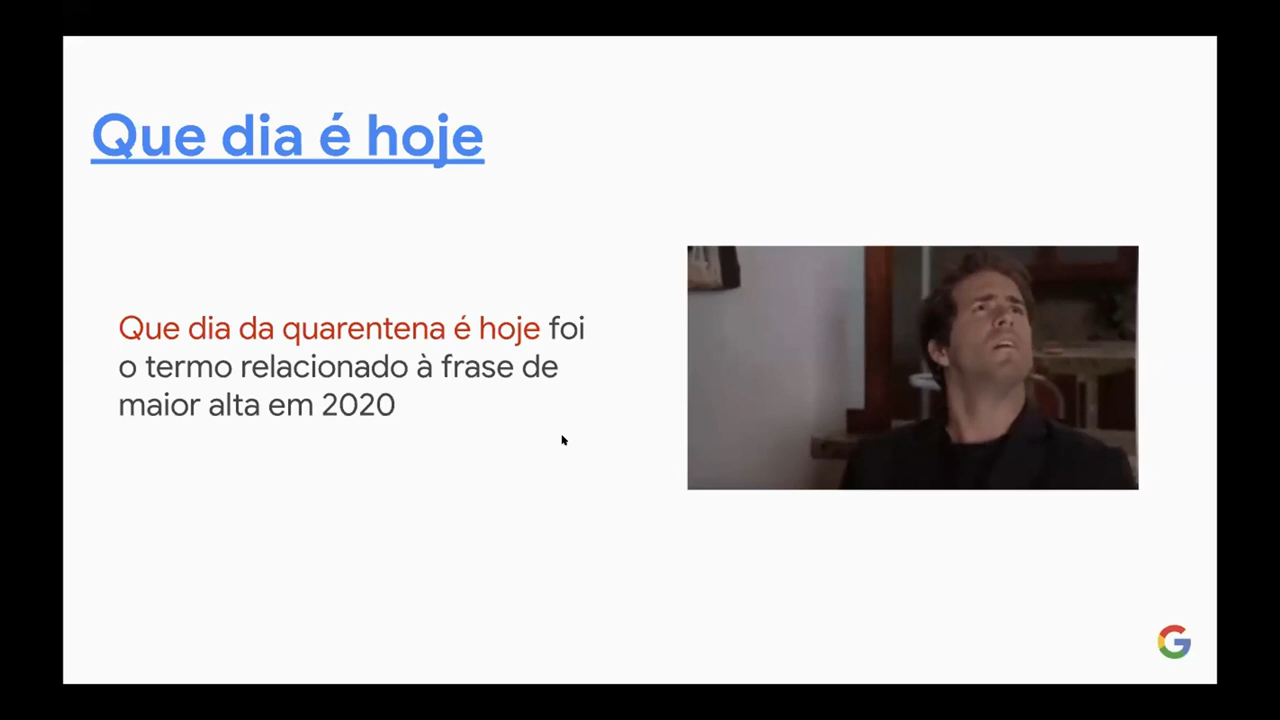 Que dia é hoje
Que dia da quarentena é hoje foi
o termo relacionado à frase de
maior alta em 2020